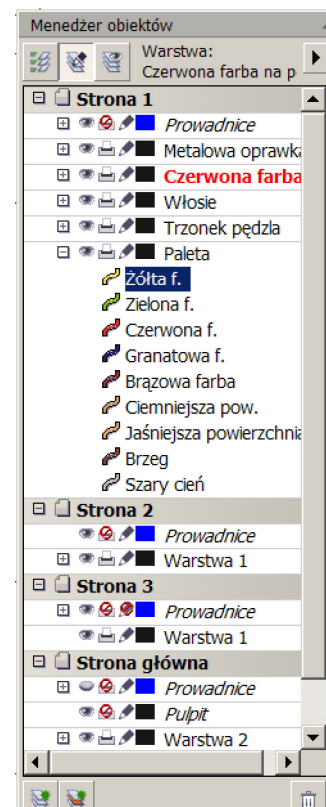 Menedżer obiektów
Warstwa:
Czerwona farba na p
Strona 1
Prowadnice
Metalowa oprawka
Czerwona farba
Włosie
Trzonek pędzla
Paleta
Żółta f.
Zielona f.
Czerwona f.
Granatowa f.
Brązowa farba
Ciemniejsza pow.
Jaśniejsza powierzchnia
Brzeg
Szary cień
Strona 2
Prowadnice
Warstwa 1
Strona 3
Prowadnice
Warstwa 1
Strona główna
Prowadnice
Pulpit
Warstwa 2